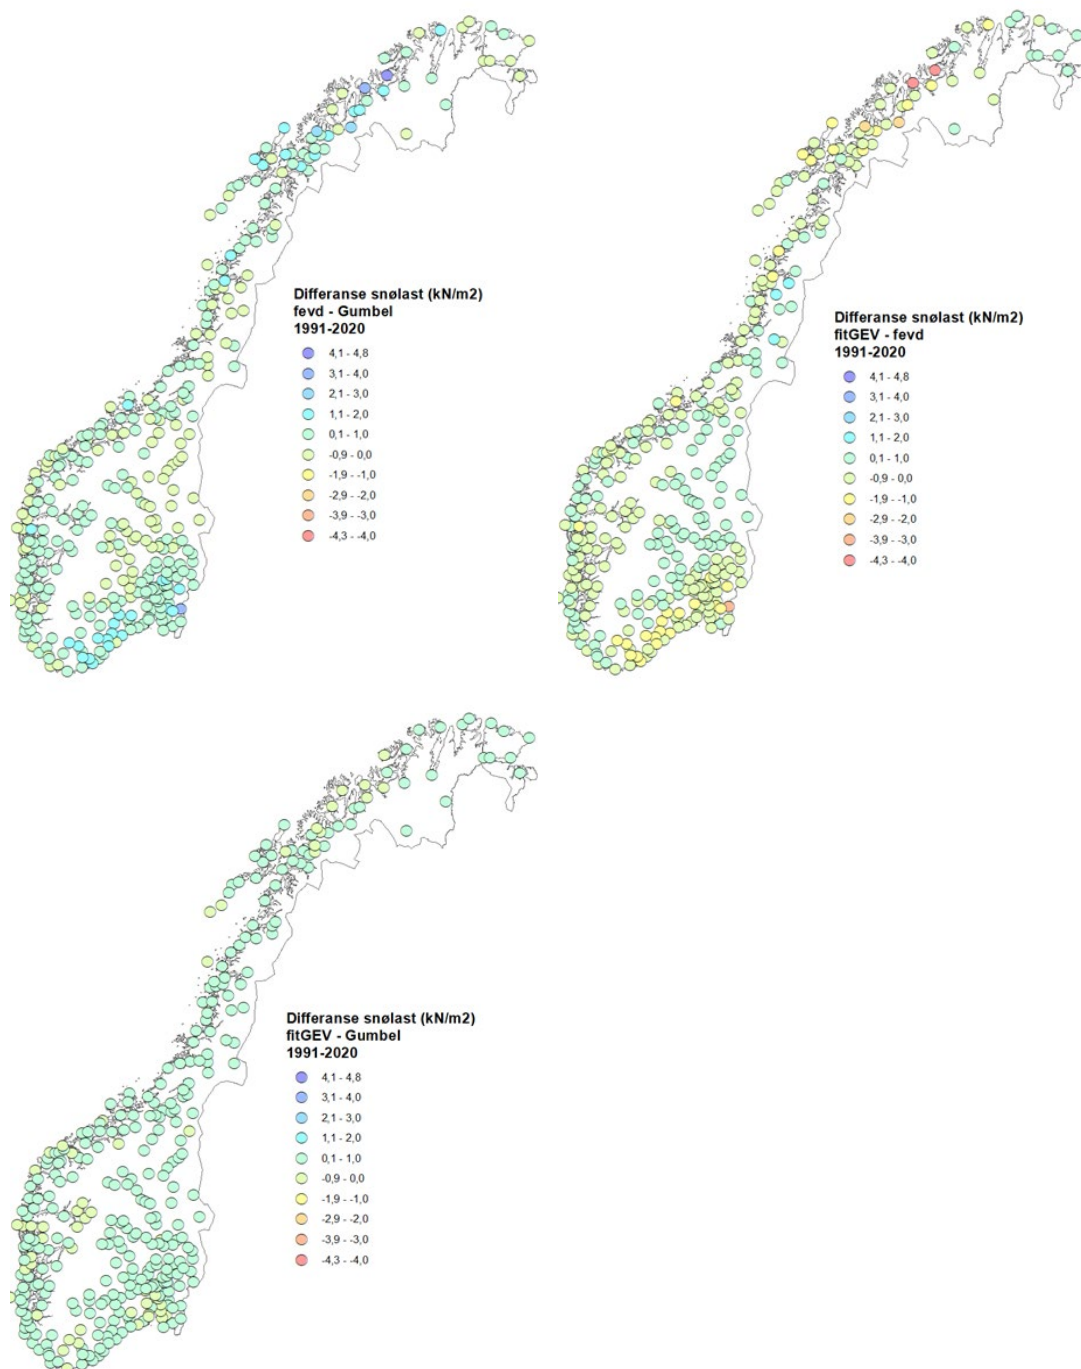 Differanse snølast (kN/m2)
fevd - Gumbel
1991-2020
4,1 - 4,8
3,1 - 4,0
2,1 - 3,0
1,1 - 2,0
0,1 - 1,0
-0,9 - 0,0
-1,9 - -1,0
-2,9 - -2,0
-3,9 - -3,0
-4,3 - -4,0
Differanse snølast (kN/m2)
fitGEV - fevd
1991-2020
4,1 - 4,8
3,1 - 4,0
2,1 - 3,0
1,1 - 2,0
0,1 - 1,0
-0,9 - 0,0
-1,9 - -1,0
-2,9 - -2,0
-3,9 - -3,0
-4,3 - -4,0
Differanse snølast (kN/m2)
fitGEV - Gumbel
1991-2020
4,1 - 4,8
3,1 - 4,0
2,1 - 3,0
1,1 - 2,0
0,1 - 1,0
-0,9 - 0,0
-1,9 - -1,0
-2,9 - -2,0
-3,9 - -3,0
-4,3 - -4,0